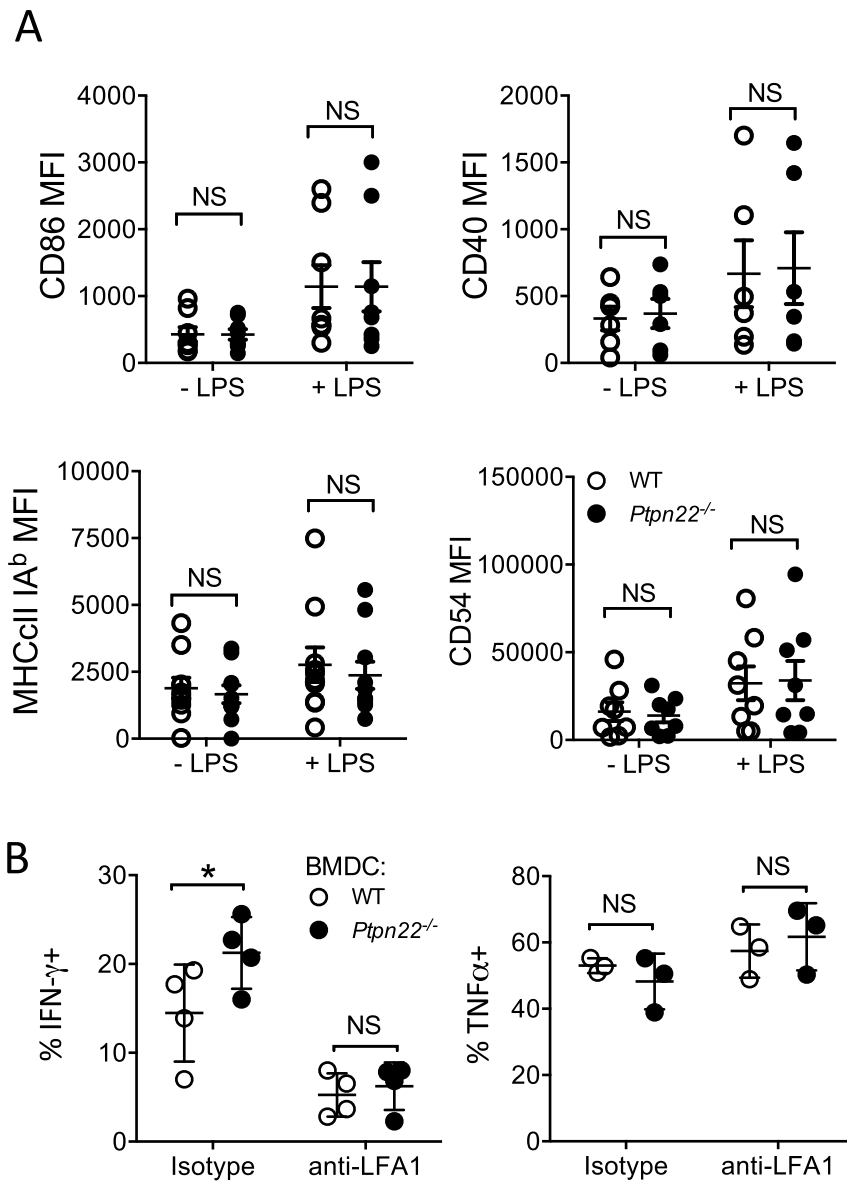 A
CD86 MFI
4000
3000
2000
1000
0
NS
NS
- LPS
+ LPS
CD40 MFI
2000
1500
1000
500
0
NS
NS
- LPS
+ LPS
MHCcII IAᵇ MFI
10000
7500
5000
2500
0
NS
NS
- LPS
+ LPS
CD54 MFI
150000
100000
50000
0
WT
Ptpn22-/-
NS
NS
- LPS
+ LPS
B
% IFN-γ+
30
20
10
0
*
BMDC:
WT
Ptpn22-/-
NS
Isotype
anti-LFA1
% TNFα+
80
60
40
20
0
NS
NS
Isotype
anti-LFA1